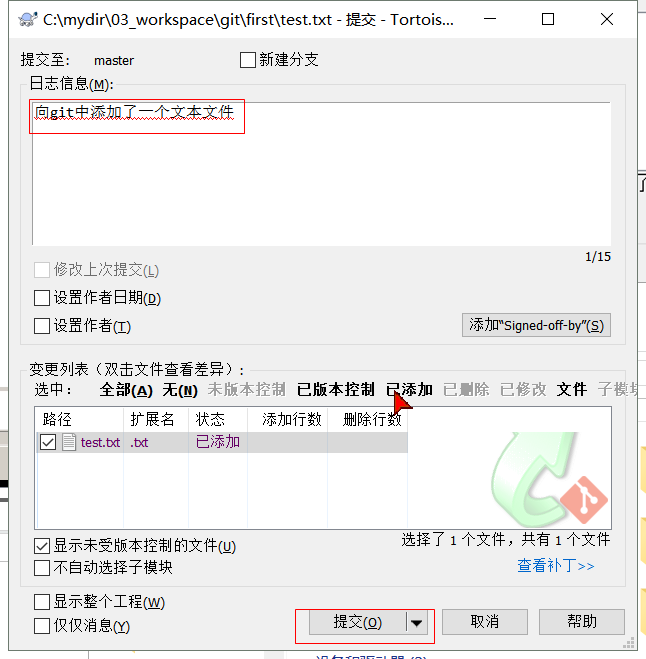 C:\mydir\03_workspace\git\first\test.txt - 提交 - Tortois...
提交至: master 新建分支
日志信息(M):
向git中添加了一个文本文件
1/15
修改上次提交(L)
设置作者日期(D)
设置作者(T) 添加“Signed-off-by”(S)
变更列表（双击文件查看差异）:
选中： 全部(A) 无(N) 未版本控制 已版本控制 已添加 已删除 已修改 文件 子模块
路径 扩展名 状态 添加行数 删除行数
test.txt .txt 已添加
显示未受版本控制的文件(U) 选择了 1 个文件，共有 1 个文件
不自动选择子模块 查看补丁>>
显示整个工程(W)
仅仅消息(Y) 提交(O) 取消 帮助